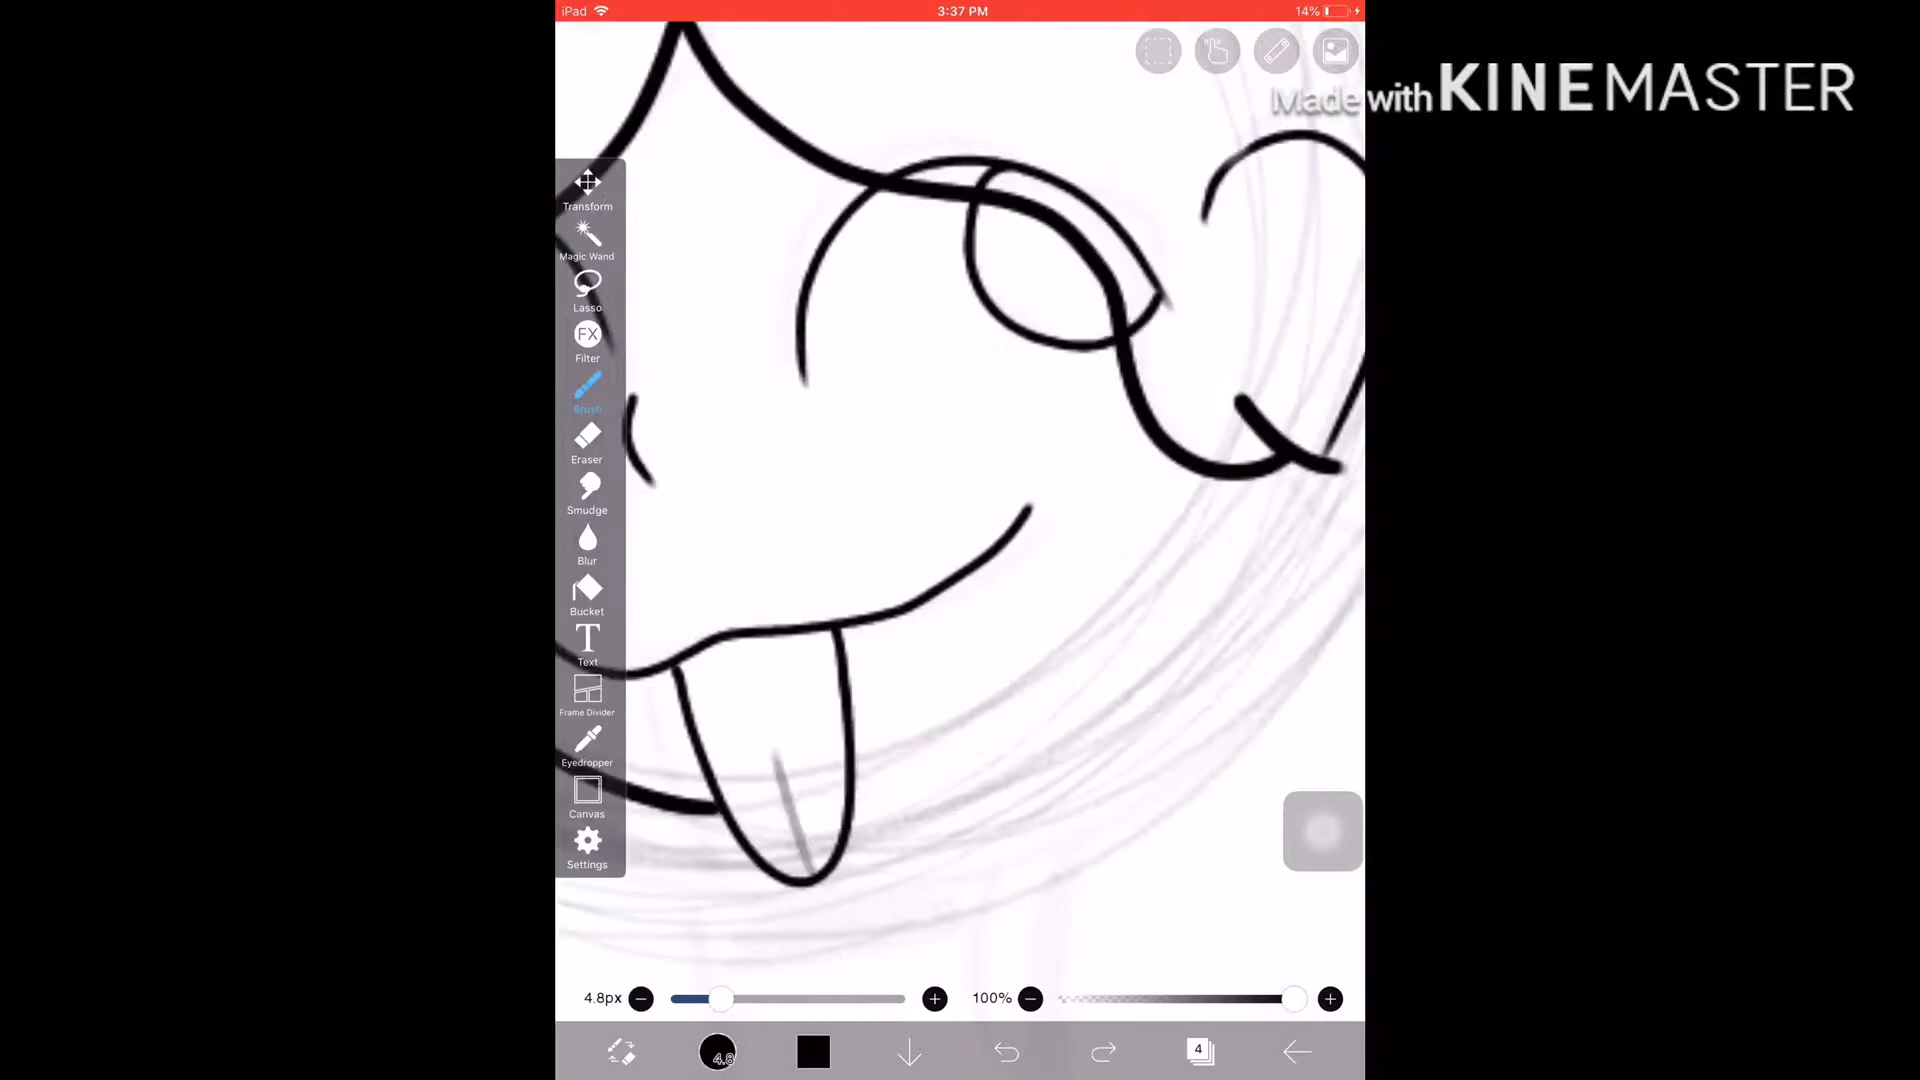 iPad
3:37 PM
14%
Made with KINEMASTER
Transform
Magic Wand
Lasso
FX
Filter
Brush
Eraser
Smudge
Blur
Bucket
T
Text
Frame Divider
Eyedropper
Canvas
Settings
4.8px
100%
4.8
4